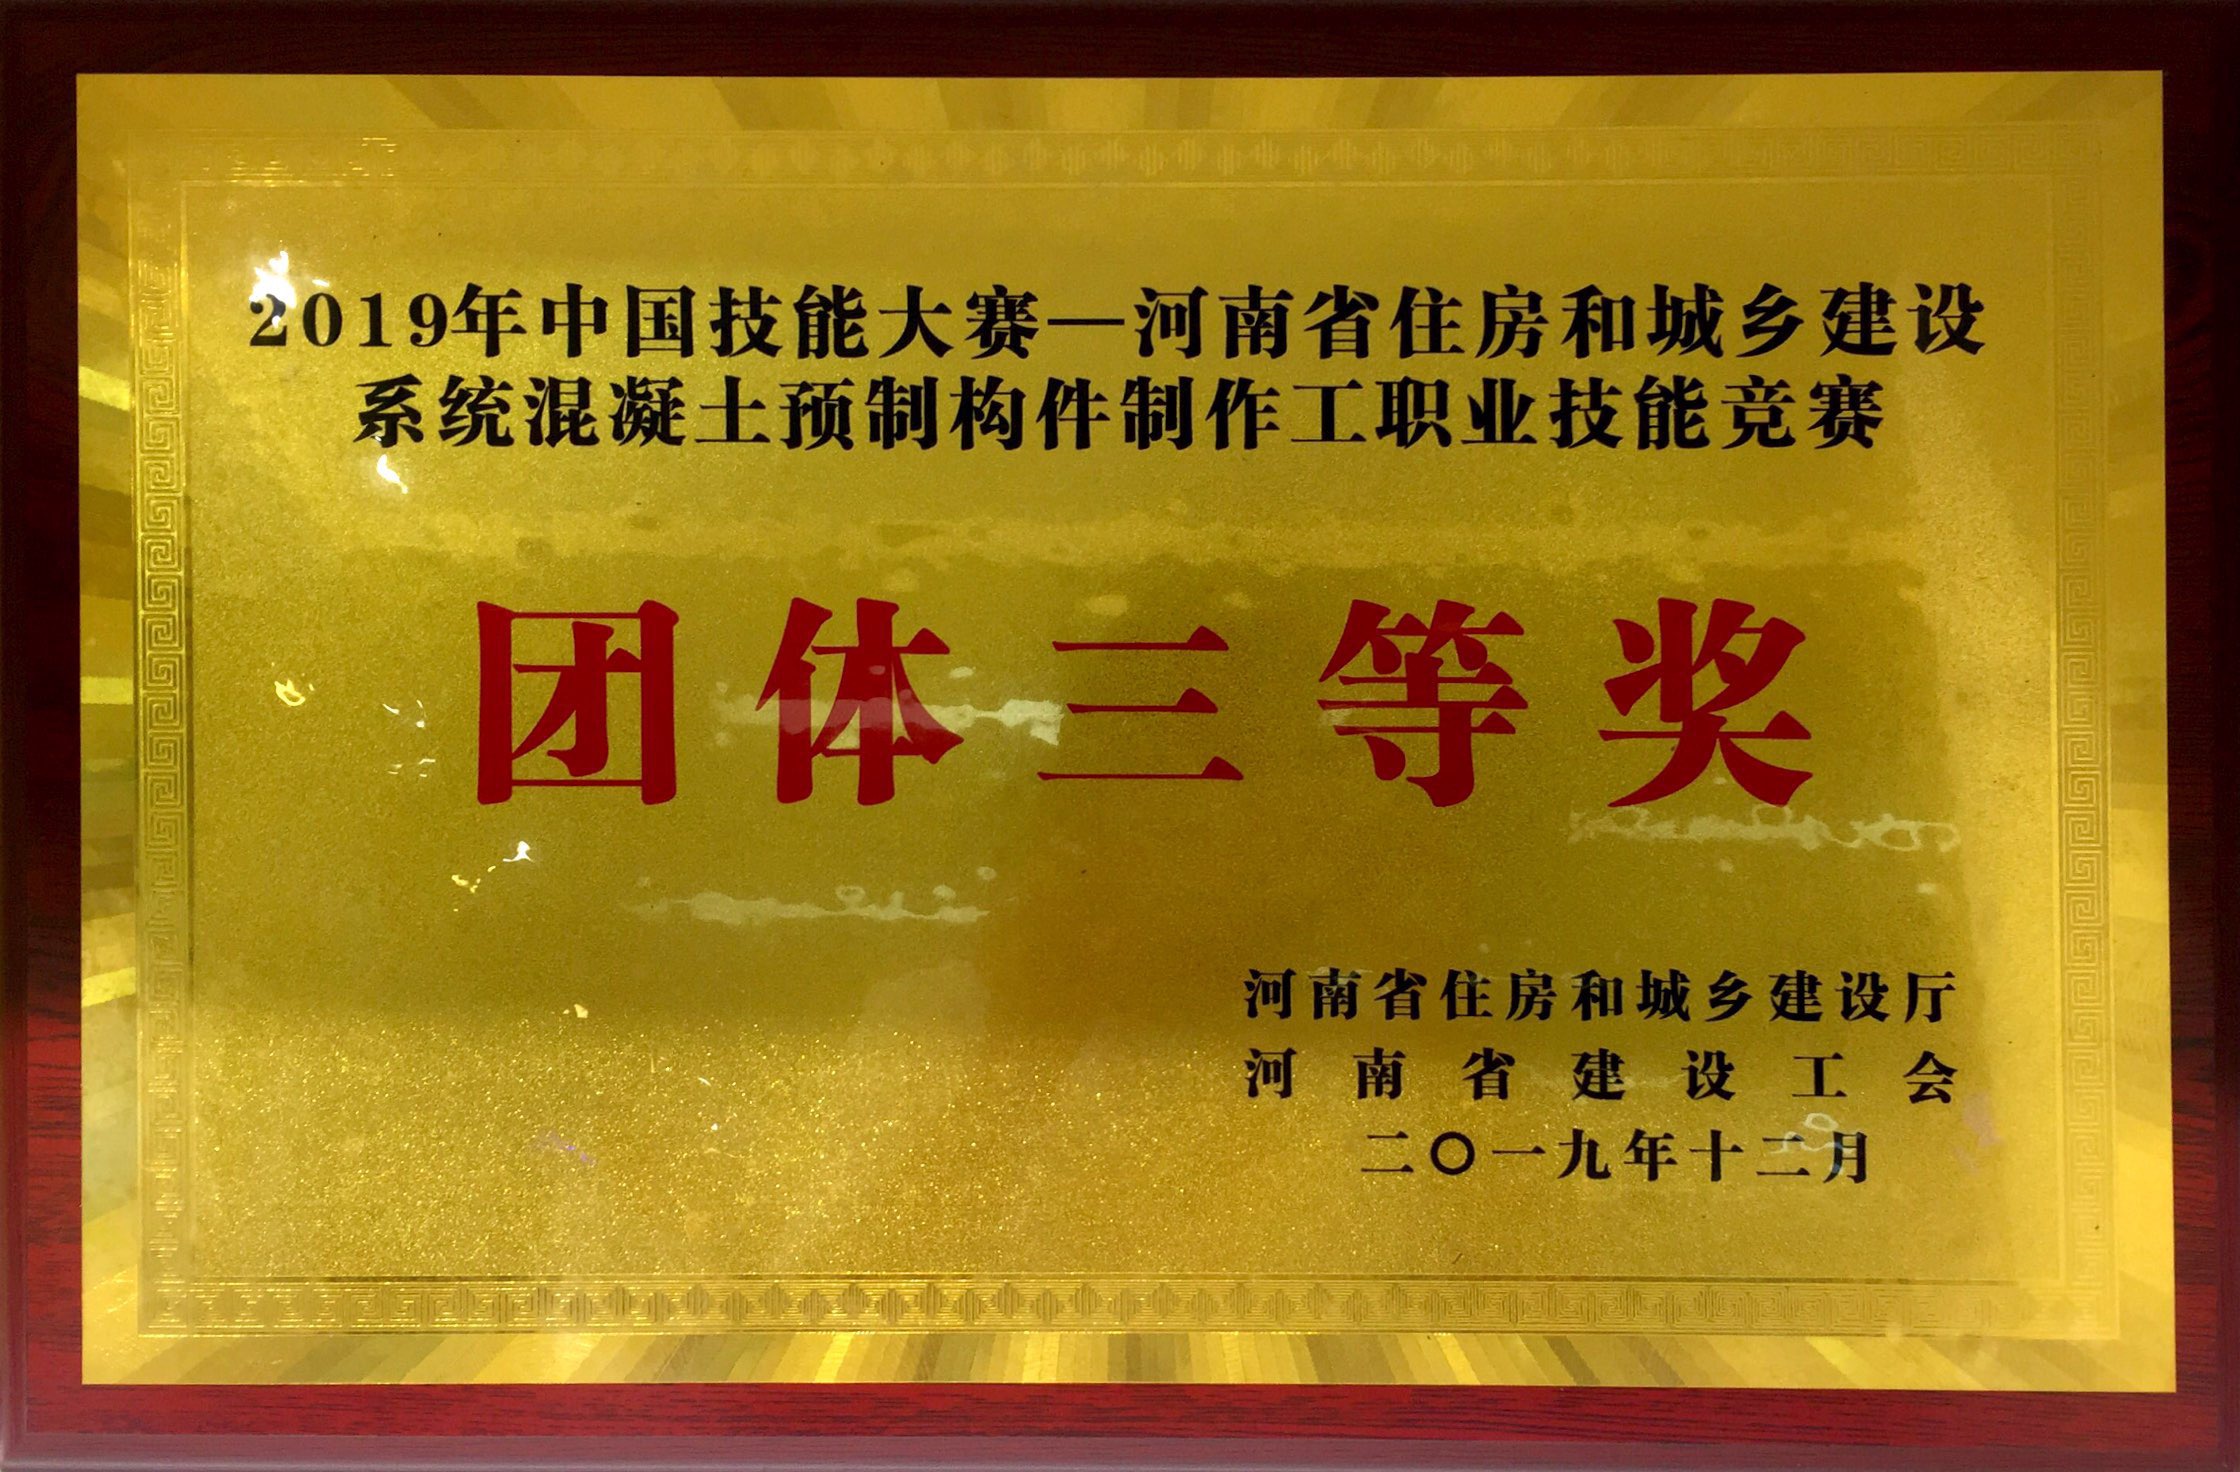 2019年中国技能大赛—河南省住房和城乡建设
系统混凝土预制构件制作工职业技能竞赛
团体三等奖
河南省住房和城乡建设厅
河南省建设工会
二〇一九年十二月